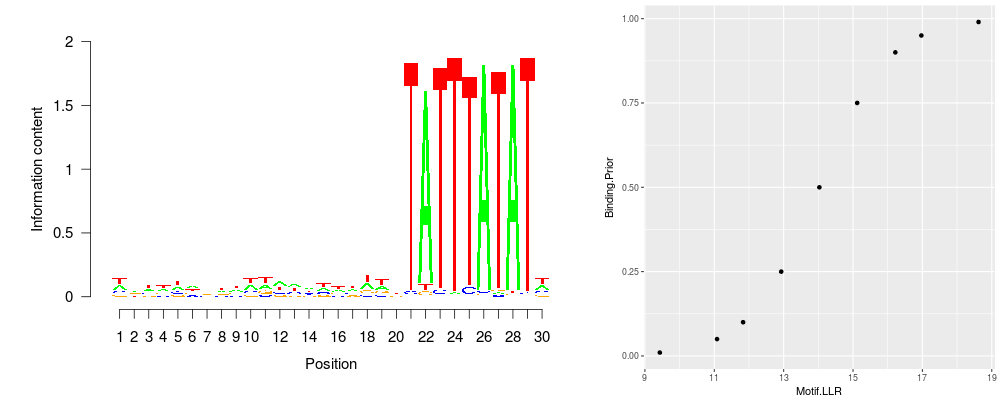 2
1.5
1
0.5
0
Information content
1 2 3 4 5 6 7 8 9 10 12 14 16 18 20 22 24 26 28 30
Position
T A T T T A T A T
1.00
0.75
0.50
0.25
0.00
Binding.Prior
9 11 13 15 17 19
Motif.LLR